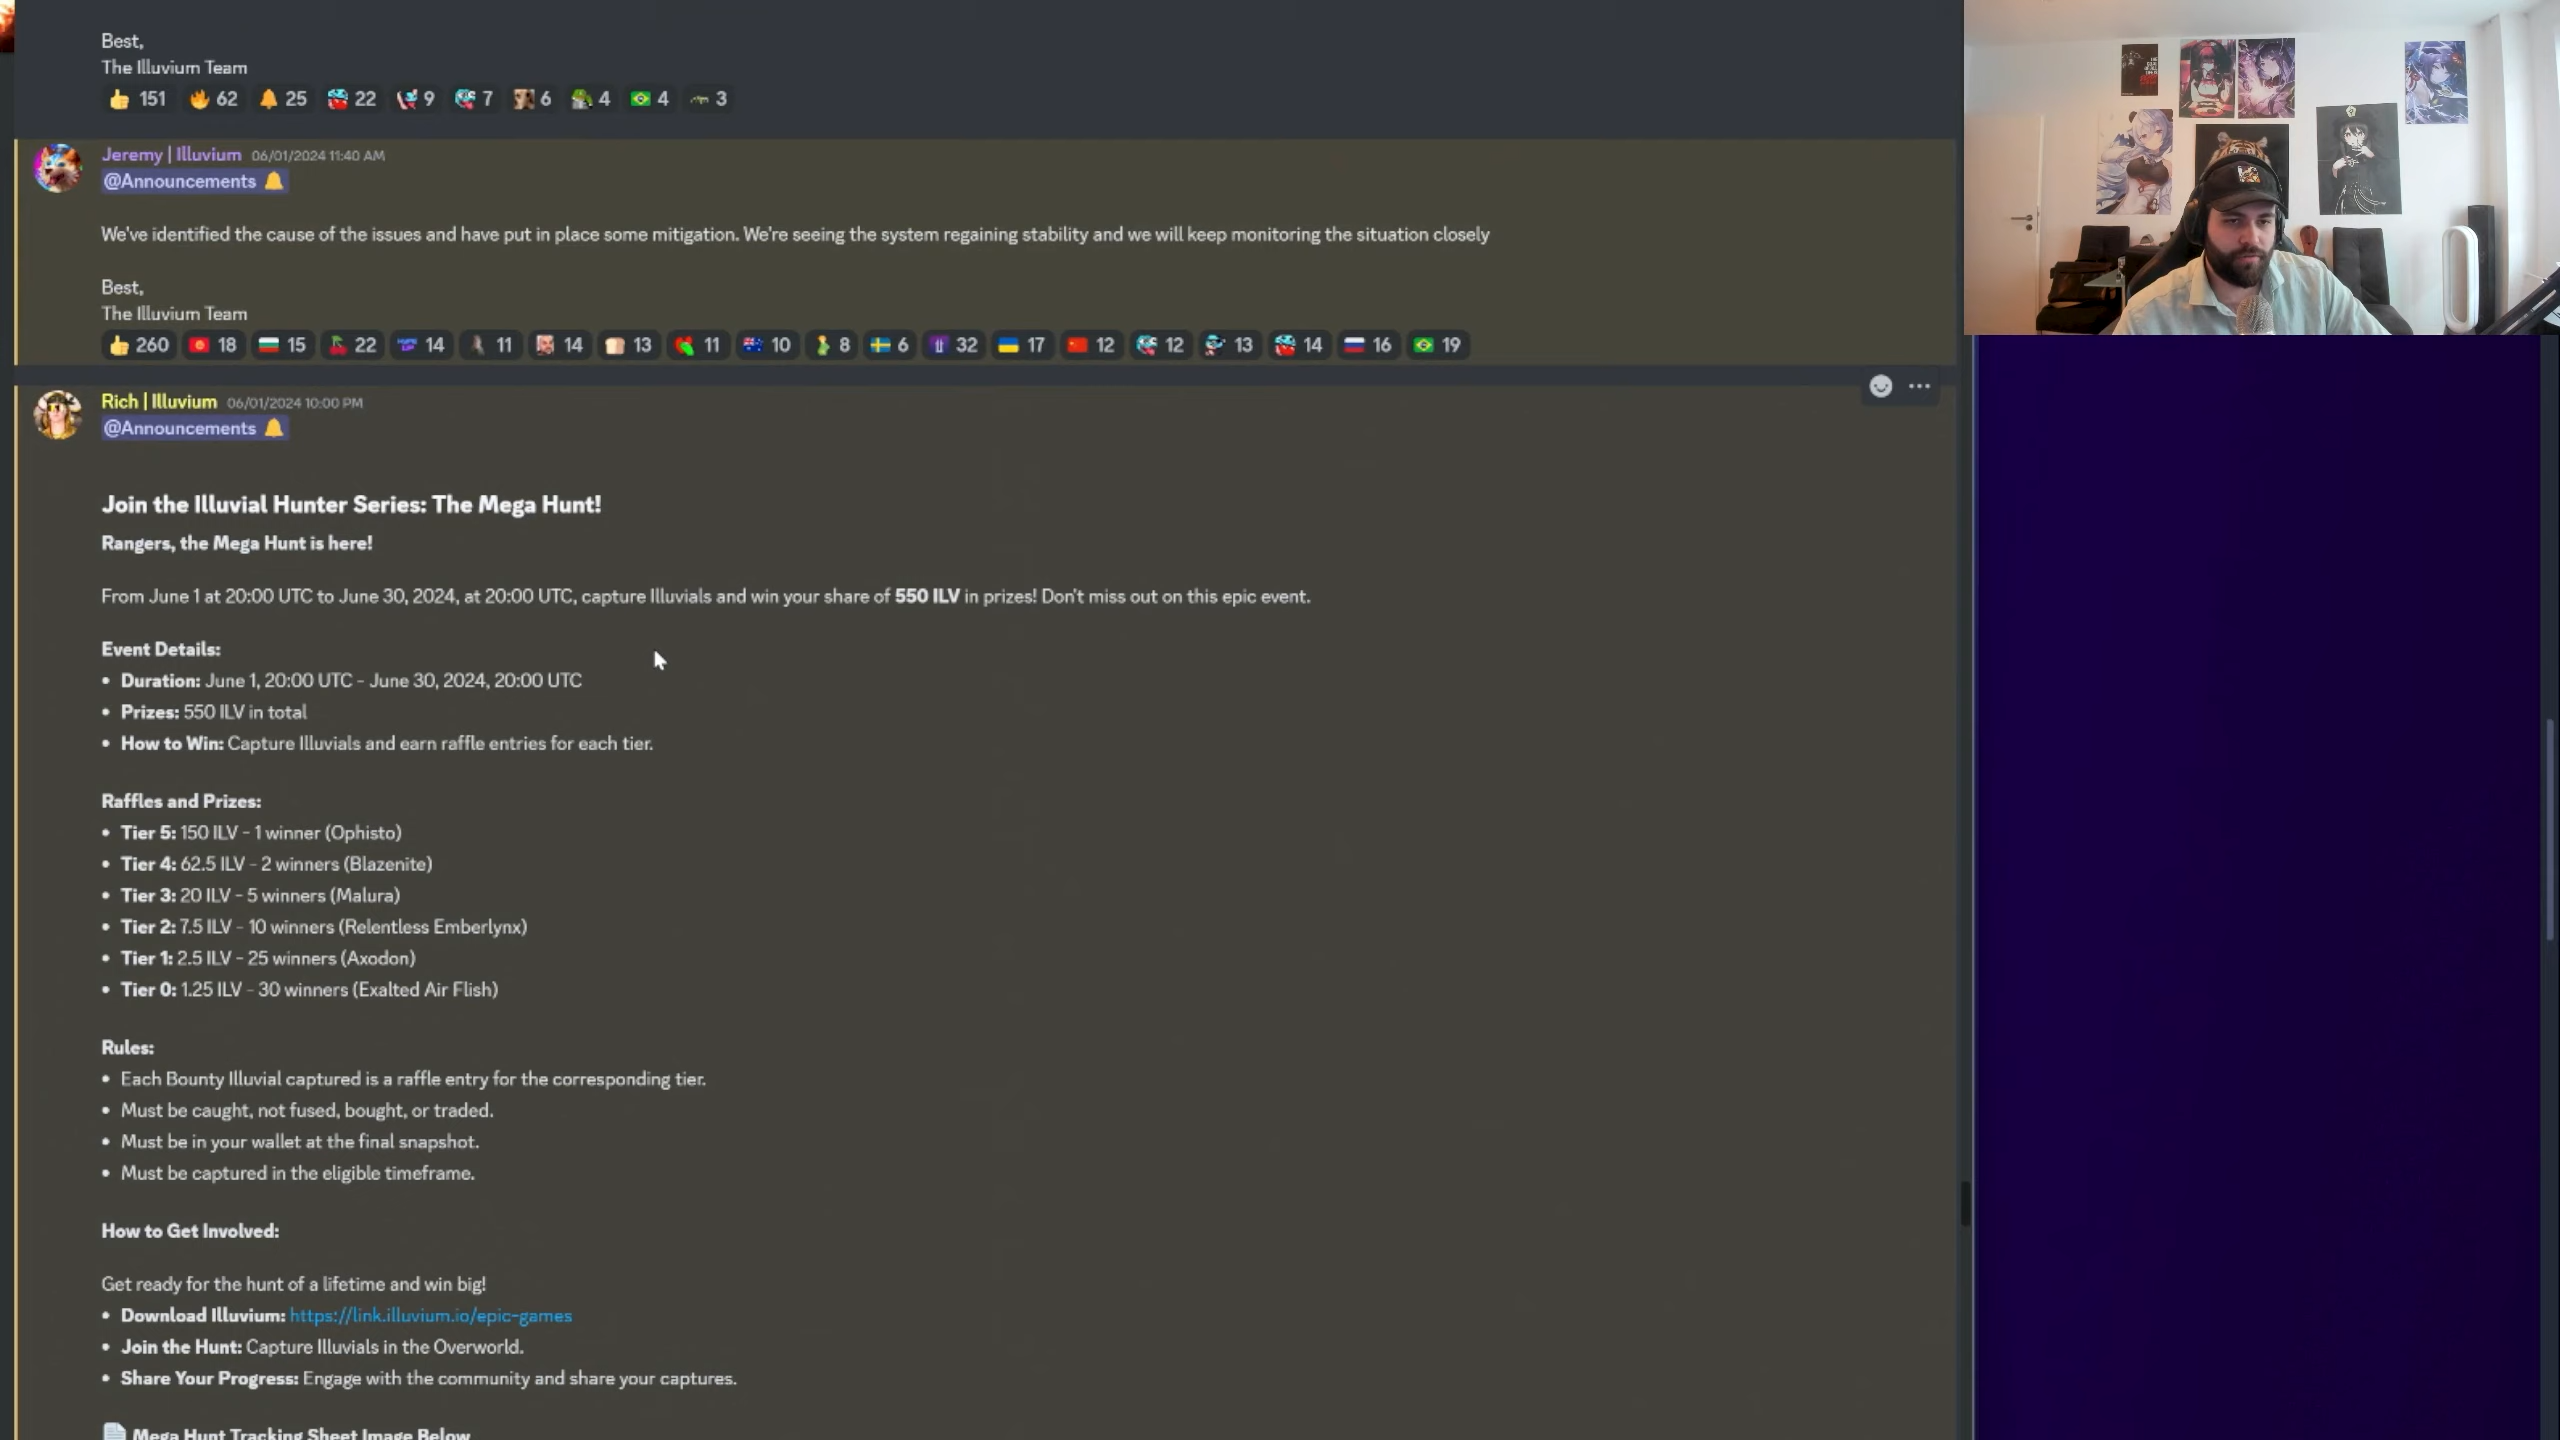 Best,
The Illuvium Team
151 62 25 22 9 7 6 4 4 3
Jeremy | Illuvium 06/01/2024 11:40 AM
@Announcements
We've identified the cause of the issues and have put in place some mitigation. We're seeing the system regaining stability and we will keep monitoring the situation closely
Best,
The Illuvium Team
260 18 15 22 14 11 14 13 11 10 8 6 32 17 12 12 13 14 16 19
Rich | Illuvium 06/01/2024 10:00 PM
@Announcements
Join the Illuvial Hunter Series: The Mega Hunt!
Rangers, the Mega Hunt is here!
From June 1 at 20:00 UTC to June 30, 2024, at 20:00 UTC, capture Illuvials and win your share of 550 ILV in prizes! Don't miss out on this epic event.
Event Details:
• Duration: June 1, 20:00 UTC - June 30, 2024, 20:00 UTC
• Prizes: 550 ILV in total
• How to Win: Capture Illuvials and earn raffle entries for each tier.
Raffles and Prizes:
• Tier 5: 150 ILV - 1 winner (Ophisto)
• Tier 4: 62.5 ILV - 2 winners (Blazenite)
• Tier 3: 20 ILV - 5 winners (Malura)
• Tier 2: 7.5 ILV - 10 winners (Relentless Emberlynx)
• Tier 1: 2.5 ILV - 25 winners (Axodon)
• Tier 0: 1.25 ILV - 30 winners (Exalted Air Flish)
Rules:
• Each Bounty Illuvial captured is a raffle entry for the corresponding tier.
• Must be caught, not fused, bought, or traded.
• Must be in your wallet at the final snapshot.
• Must be captured in the eligible timeframe.
How to Get Involved:
Get ready for the hunt of a lifetime and win big!
• Download Illuvium: https://link.illuvium.io/epic-games
• Join the Hunt: Capture Illuvials in the Overworld.
• Share Your Progress: Engage with the community and share your captures.
Mega Hunt Tracking Sheet Image Below